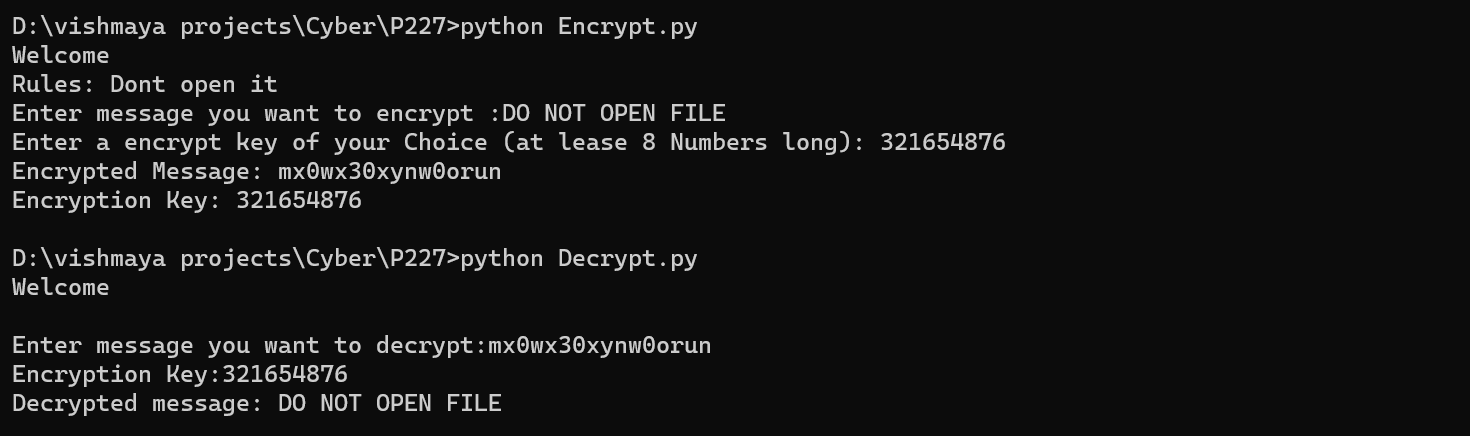 D:\vishmaya projects\Cyber\P227>python Encrypt.py
Welcome
Rules: Dont open it
Enter message you want to encrypt :DO NOT OPEN FILE
Enter a encrypt key of your Choice (at lease 8 Numbers long): 321654876
Encrypted Message: mx0wx30xynw0orun
Encryption Key: 321654876
D:\vishmaya projects\Cyber\P227>python Decrypt.py
Welcome
Enter message you want to decrypt:mx0wx30xynw0orun
Encryption Key:321654876
Decrypted message: DO NOT OPEN FILE